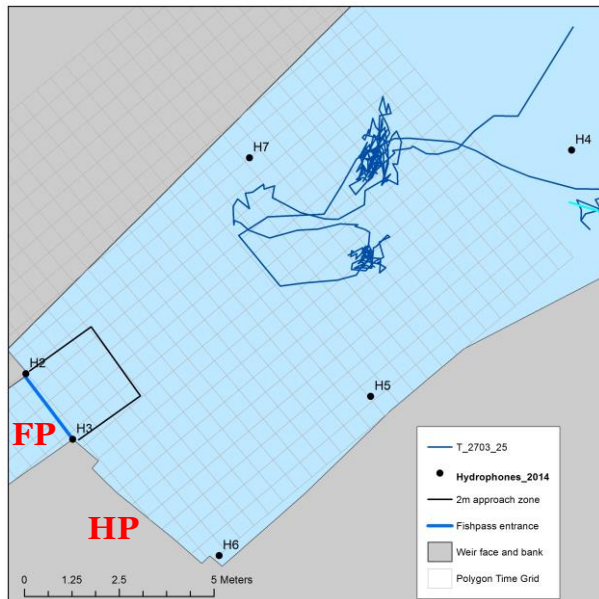 H7
H4
H2
FP
H3
HP
H5
H6
T_2703_25
Hydrophones_2014
2m approach zone
Fishpass entrance
Weir face and bank
Polygon Time Grid
0 1.25 2.5 5 Meters